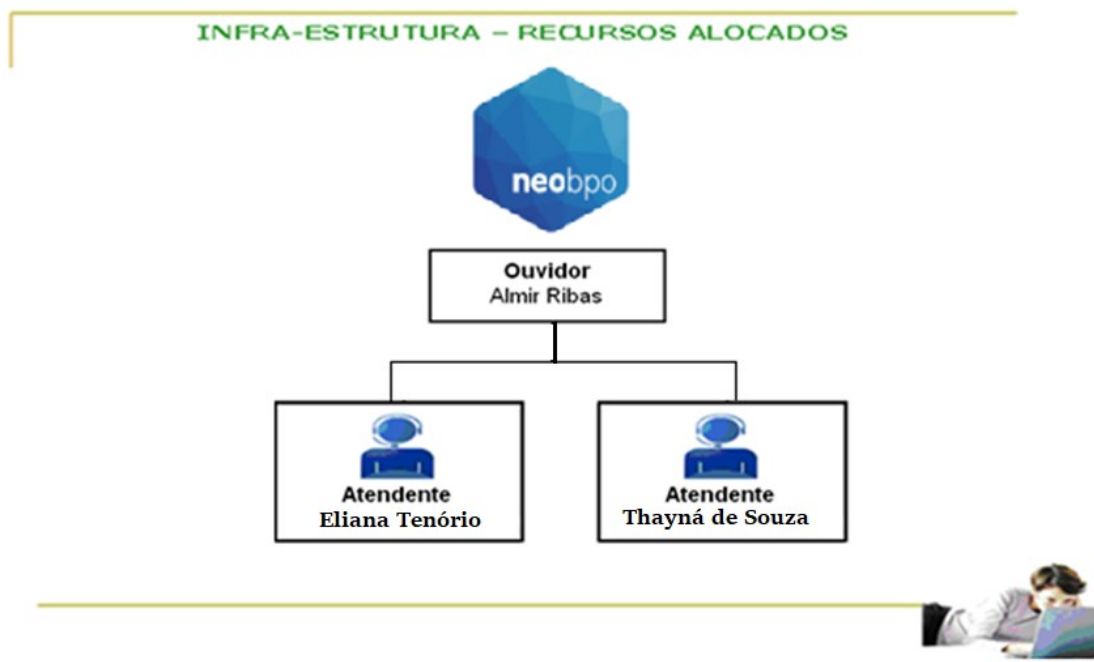 INFRA-ESTRUTURA – RECURSOS ALOCADOS
neobpo
Ouvidor
Almir Ribas
Atendente
Eliana Tenório
Atendente
Thayná de Souza